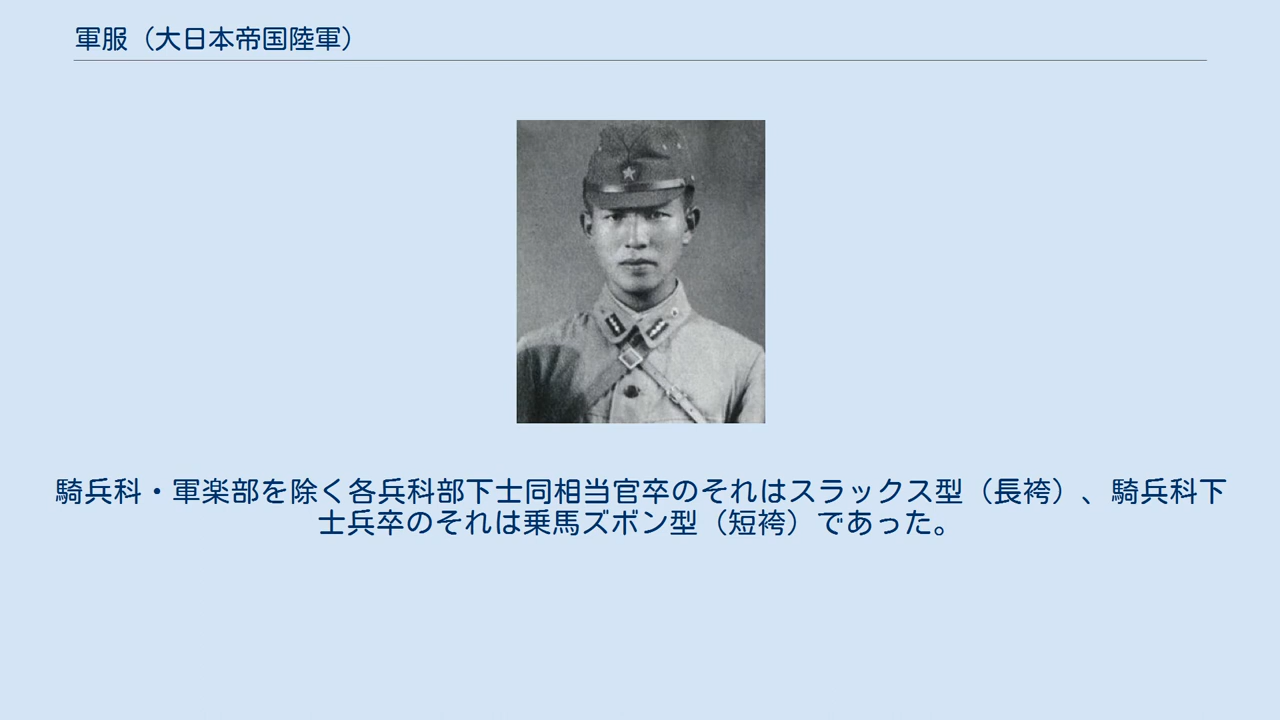 軍服（大日本帝国陸軍）
騎兵科・軍楽部を除く各兵科部下士同相当官卒のそれはスラックス型（長袴）、騎兵科下
士兵卒のそれは乗馬ズボン型（短袴）であった。